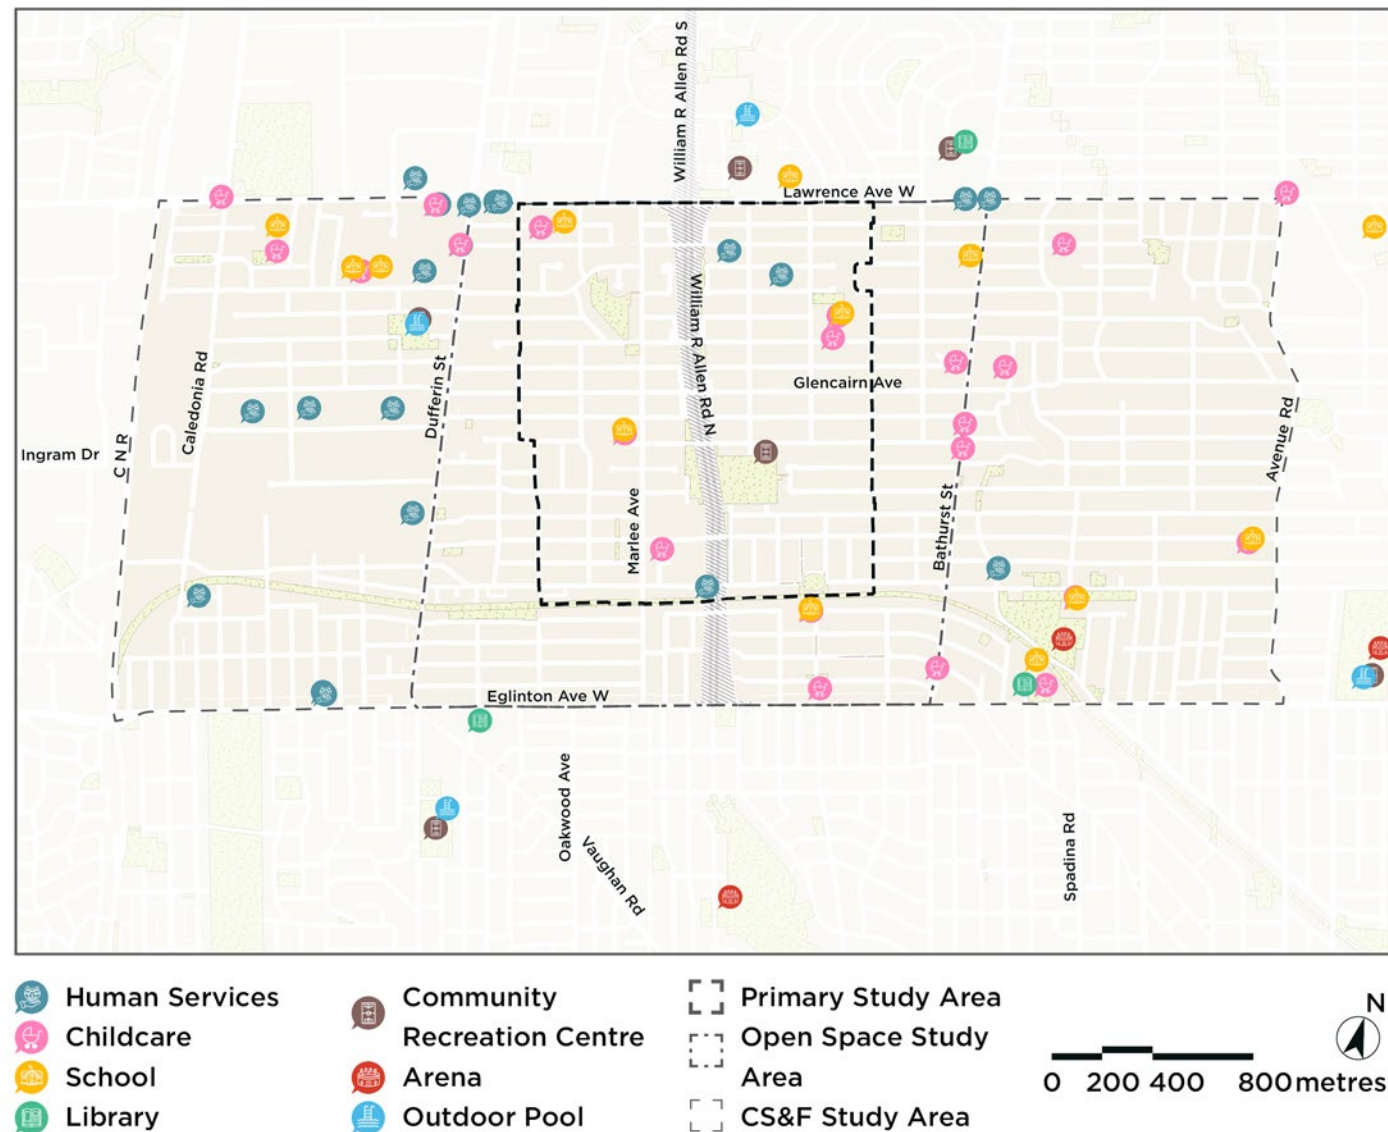 William R Allen Rd S
Lawrence Ave W
William R Allen Rd N
Glencairn Ave
Caledonia Rd
Dufferin St
Avenue Rd
Ingram Dr
C N R
Marlee Ave
Bathurst St
Eglinton Ave W
Oakwood Ave
Vaughan Rd
Spadina Rd
Human Services
Childcare
School
Library
Community
Recreation Centre
Arena
Outdoor Pool
Primary Study Area
Open Space Study
Area
CS&F Study Area
N
0 200 400 800 metres